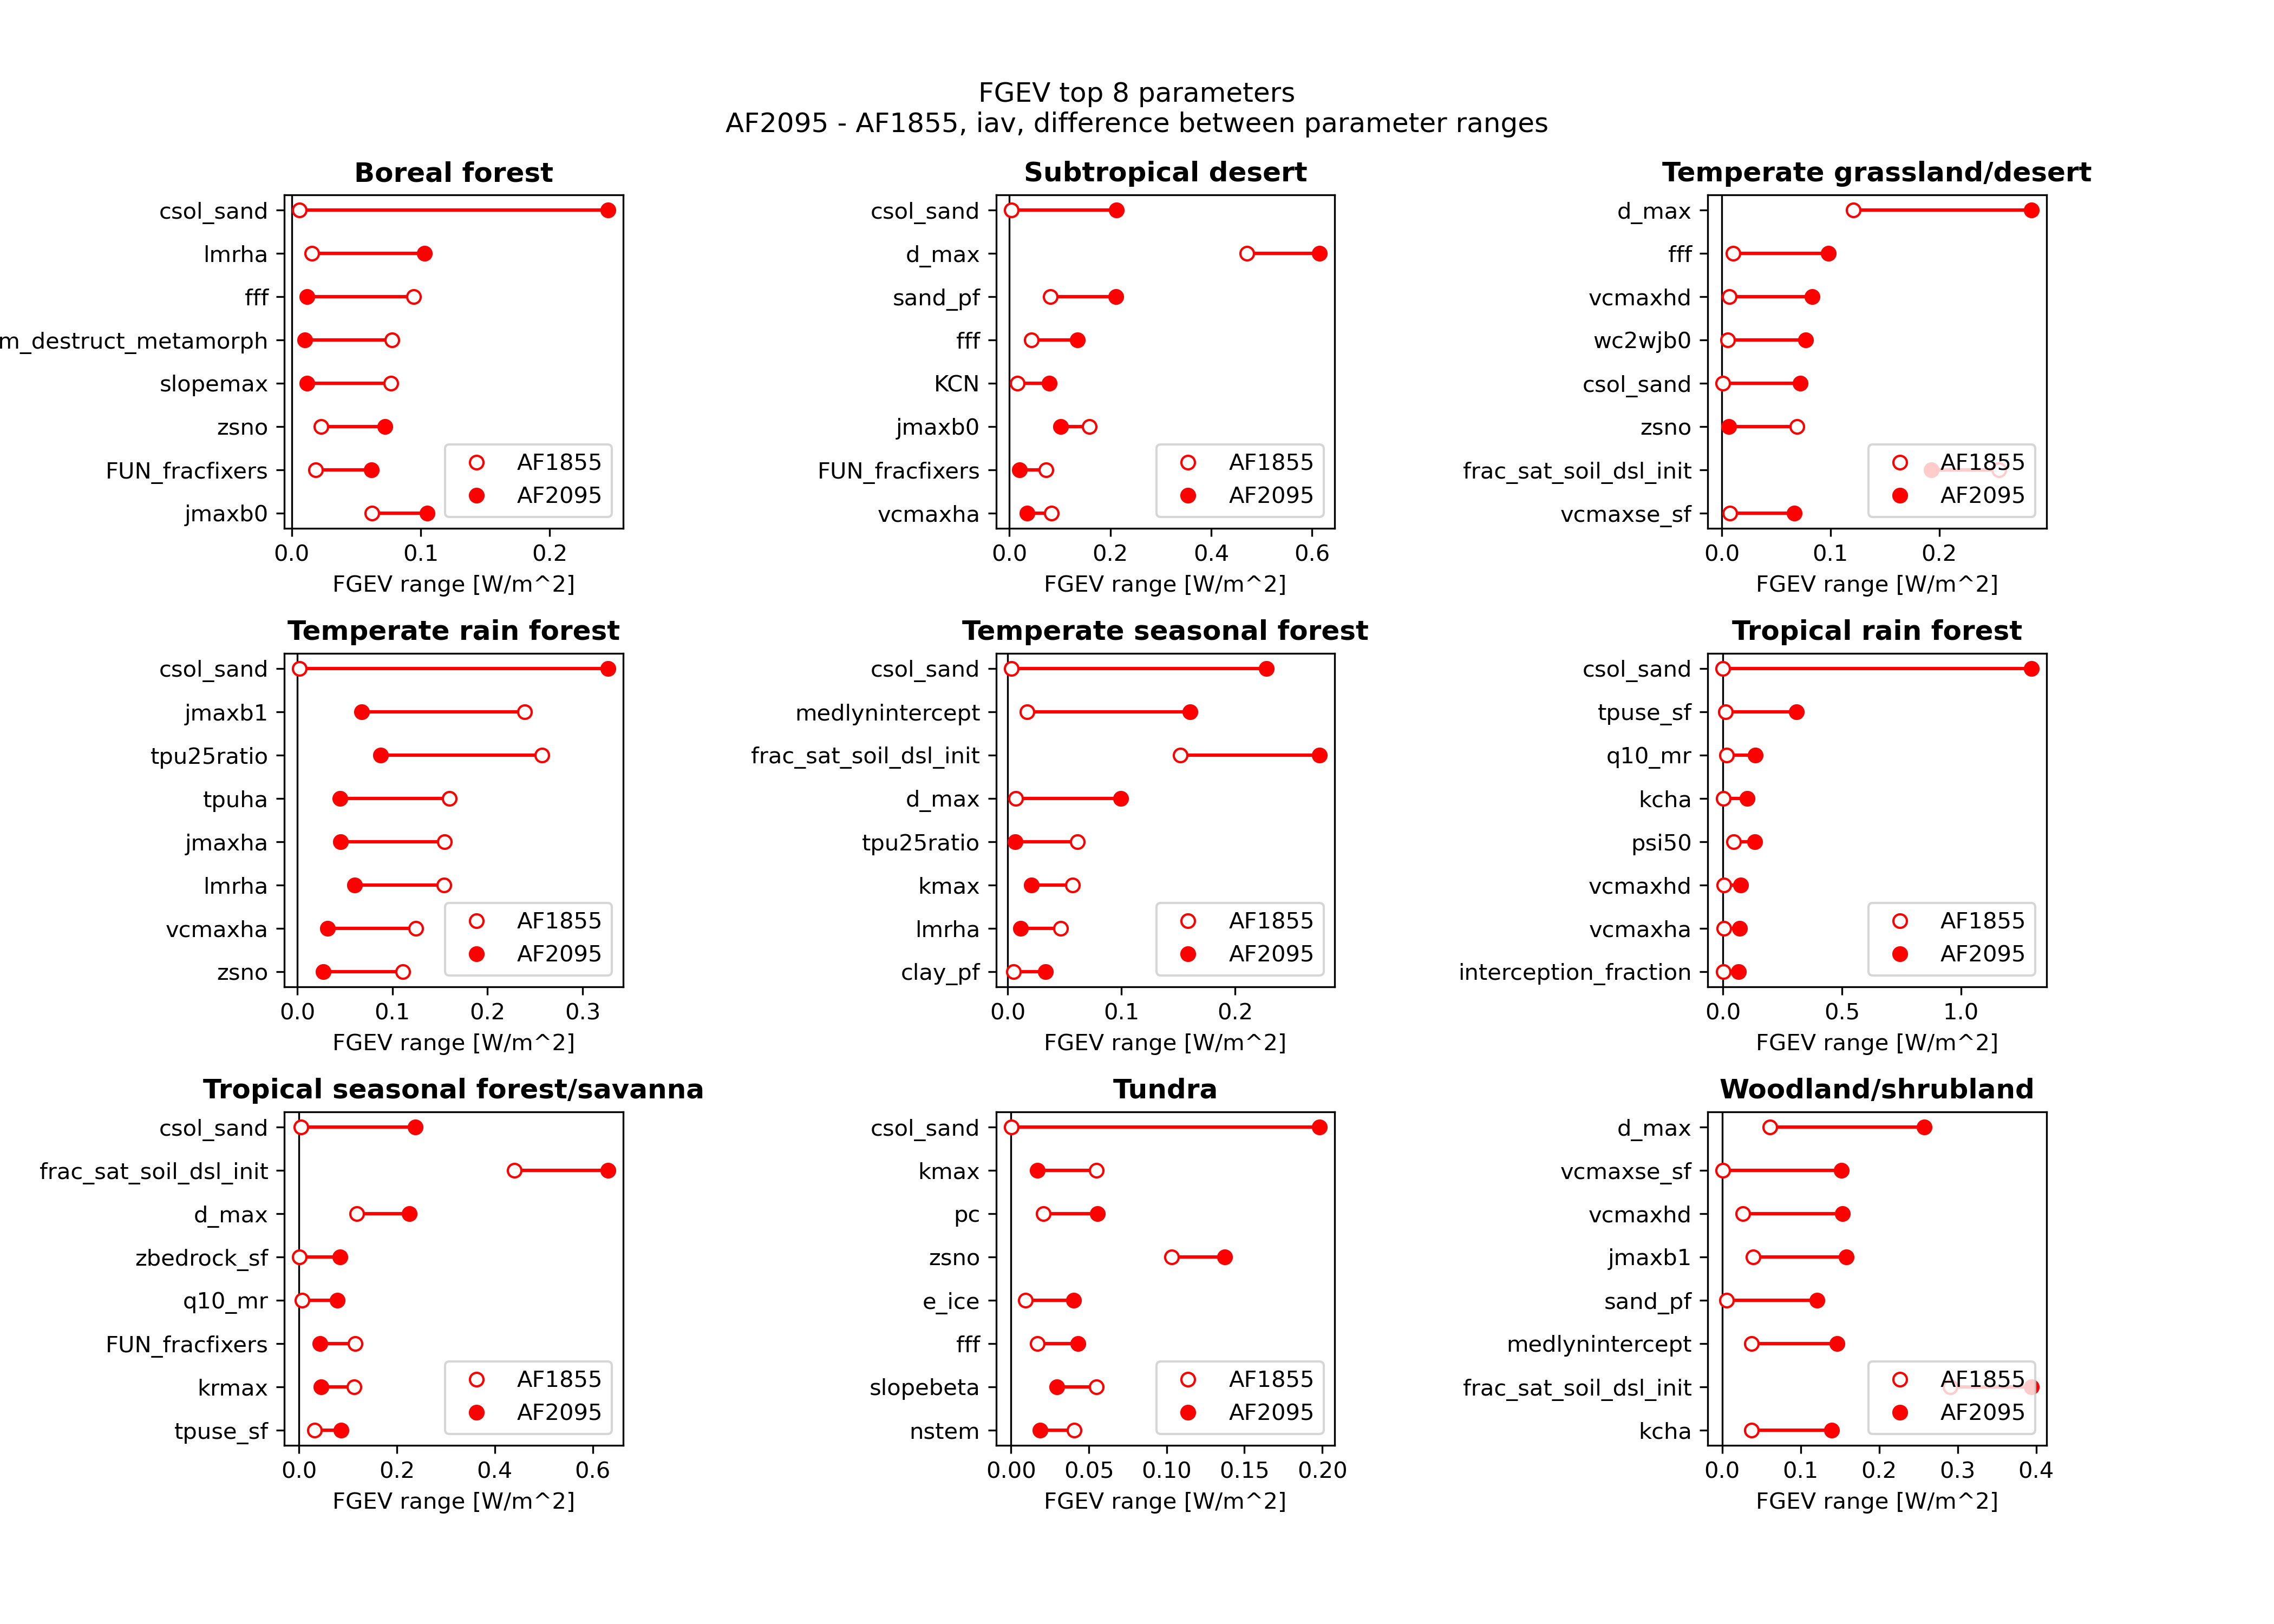 FGEV top 8 parameters
AF2095 - AF1855, iav, difference between parameter ranges
Boreal forest
csol_sand
lmrha
fff
m_destruct_metamorph
slopemax
zsno
FUN_fracfixers
jmaxb0
AF1855
AF2095
0.0 0.1 0.2
FGEV range [W/m^2]
Subtropical desert
csol_sand
d_max
sand_pf
fff
KCN
jmaxb0
FUN_fracfixers
vcmaxha
AF1855
AF2095
0.0 0.2 0.4 0.6
FGEV range [W/m^2]
Temperate grassland/desert
d_max
fff
vcmaxhd
wc2wjb0
csol_sand
zsno
frac_sat_soil_dsl_init
vcmaxse_sf
AF1855
AF2095
0.0 0.1 0.2
FGEV range [W/m^2]
Temperate rain forest
csol_sand
jmaxb1
tpu25ratio
tpuha
jmaxha
lmrha
vcmaxha
zsno
AF1855
AF2095
0.0 0.1 0.2 0.3
FGEV range [W/m^2]
Temperate seasonal forest
csol_sand
medlynintercept
frac_sat_soil_dsl_init
d_max
tpu25ratio
kmax
lmrha
clay_pf
AF1855
AF2095
0.0 0.1 0.2
FGEV range [W/m^2]
Tropical rain forest
csol_sand
tpuse_sf
q10_mr
kcha
psi50
vcmaxhd
vcmaxha
interception_fraction
AF1855
AF2095
0.0 0.5 1.0
FGEV range [W/m^2]
Tropical seasonal forest/savanna
csol_sand
frac_sat_soil_dsl_init
d_max
zbedrock_sf
q10_mr
FUN_fracfixers
krmax
tpuse_sf
AF1855
AF2095
0.0 0.2 0.4 0.6
FGEV range [W/m^2]
Tundra
csol_sand
kmax
pc
zsno
e_ice
fff
slopebeta
nstem
AF1855
AF2095
0.00 0.05 0.10 0.15 0.20
FGEV range [W/m^2]
Woodland/shrubland
d_max
vcmaxse_sf
vcmaxhd
jmaxb1
sand_pf
medlynintercept
frac_sat_soil_dsl_init
kcha
AF1855
AF2095
0.0 0.1 0.2 0.3 0.4
FGEV range [W/m^2]